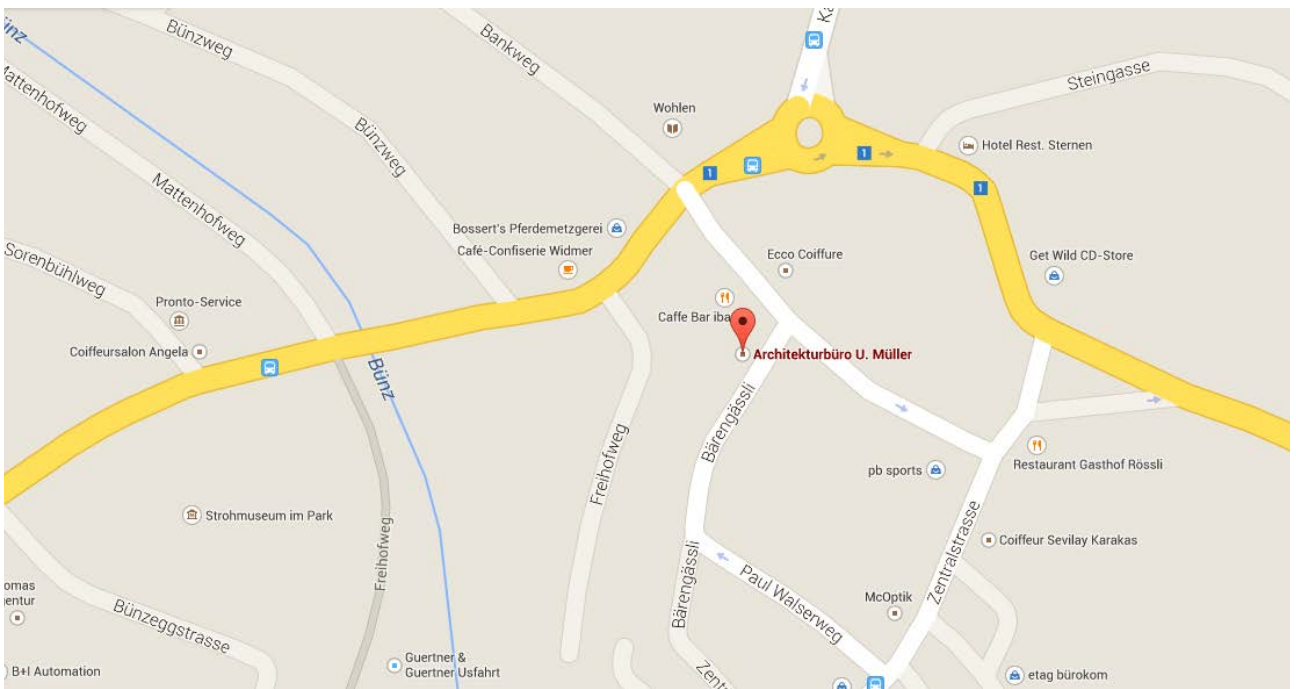 Bünzweg
Bankweg
Steingasse
Mattenhofweg
Wohlen
Bünzweg
Hotel Rest. Sternen
1
1
1
Mattenhofweg
Bossert's Pferdemetzgerei
Café-Confiserie Widmer
Sorenbühlweg
Ecco Coiffure
Get Wild CD-Store
Pronto-Service
Caffe Bar iba
Coiffeursalon Angela
Architekturbüro U. Müller
Bünz
Bärengässli
Freihofweg
pb sports
Restaurant Gasthof Rössli
Strohmuseum im Park
Freihofweg
Zentralstrasse
Coiffeur Sevilay Karakas
Bärengässli
Paul Walserweg
McOptik
Bünzeggstrasse
Guertner &
Guertner Usfahrt
B+I Automation
etag bürokom